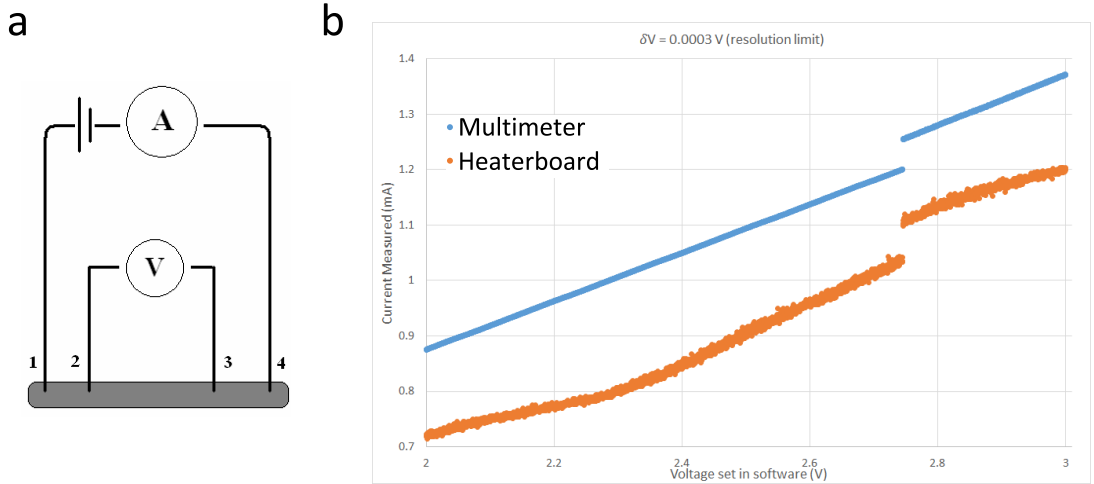 a
A
V
1
2
3
4
b
δV = 0.0003 V (resolution limit)
Current Measured (mA)
1.4
1.3
1.2
1.1
1
0.9
0.8
0.7
Multimeter
Heaterboard
2
2.2
2.4
2.6
2.8
3
Voltage set in software (V)